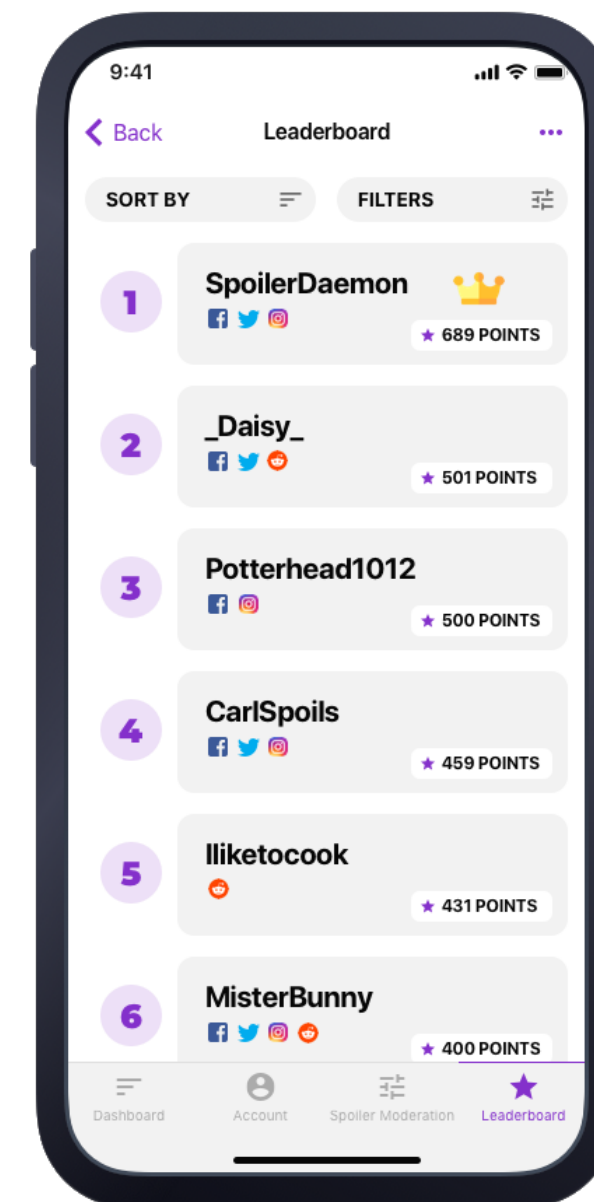 9:41
Back Leaderboard
SORT BY FILTERS
1
SpoilerDaemon
689 POINTS
2
_Daisy_
501 POINTS
3
Potterhead1012
500 POINTS
4
CarlSpoils
459 POINTS
5
Iliketocook
431 POINTS
6
MisterBunny
400 POINTS
Dashboard Account Spoiler Moderation Leaderboard